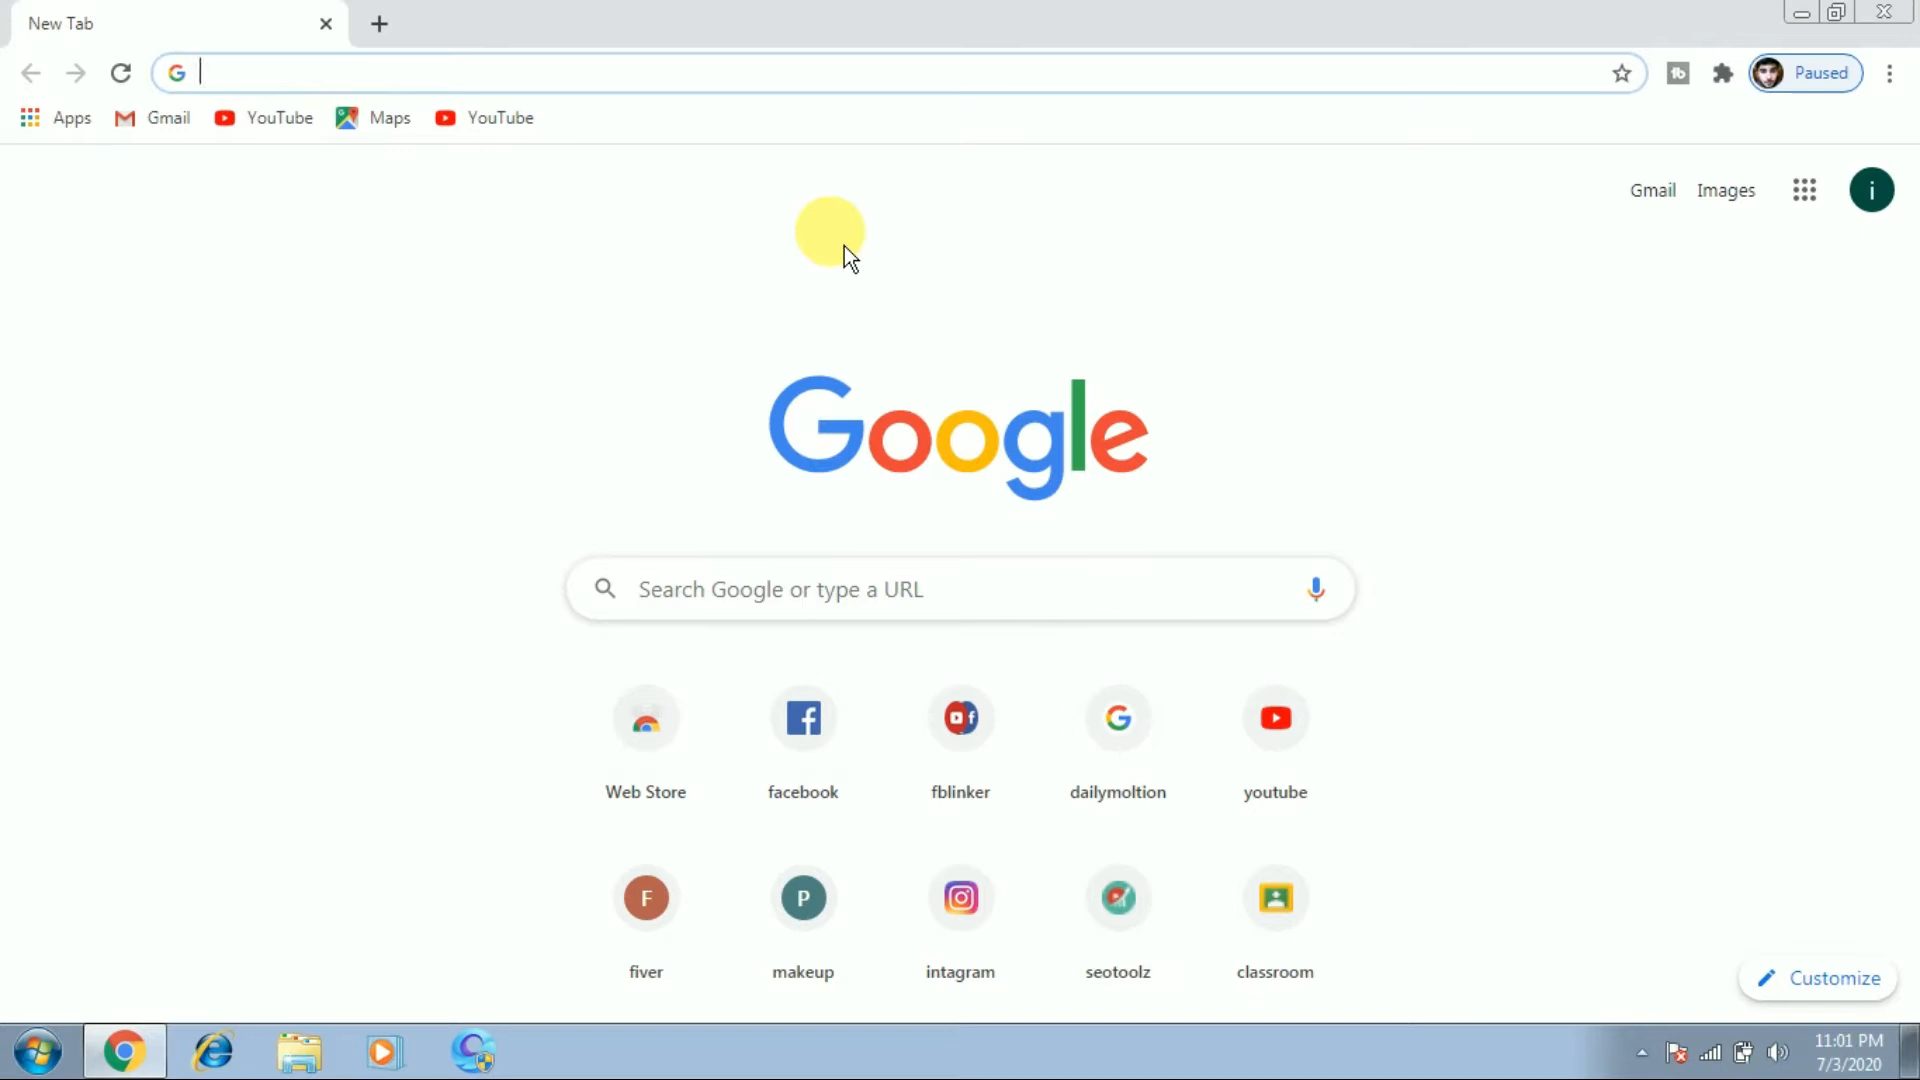 New Tab
Paused
Apps Gmail YouTube Maps YouTube
Gmail Images i
Google
Search Google or type a URL
Web Store facebook fblinker dailymoltion youtube
F P
fiver makeup intagram seotoolz classroom
Customize
11:01 PM
7/3/2020